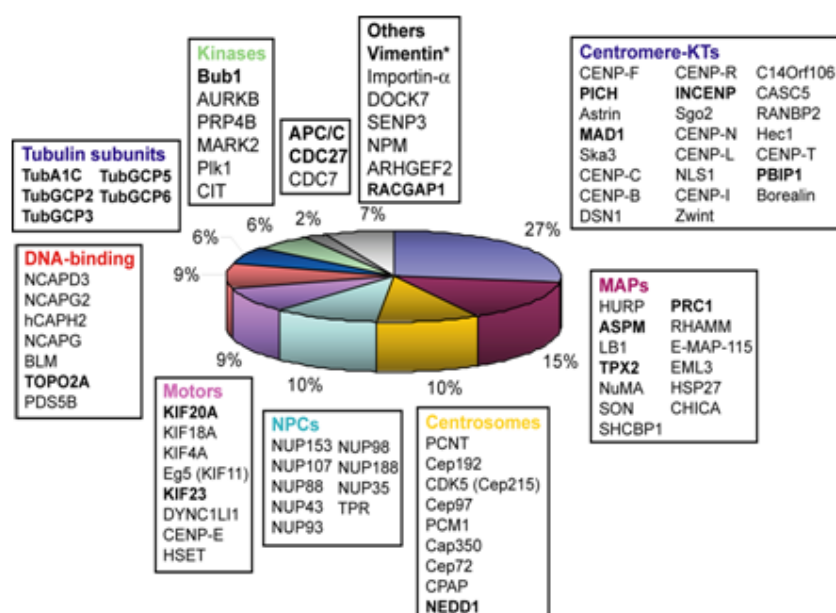 Kinases
Bub1
AURKB
PRP4B
MARK2
Plk1
CIT
APC/C
CDC27
CDC7
Others
Vimentin*
Importin-α
DOCK7
SENP3
NPM
ARHGEF2
RACGAP1
Centromere-KTs
CENP-F CENP-R C14Orf106
PICH INCENP CASC5
Astrin Sgo2 RANBP2
MAD1 CENP-N Hec1
Ska3 CENP-L CENP-T
CENP-C NLS1 PBIP1
CENP-B CENP-I Borealin
DSN1 Zwint
Tubulin subunits
TubA1C TubGCP5
TubGCP2 TubGCP6
TubGCP3
6% 6% 2% 7% 27%
9%
9%
10%
10%
15%
DNA-binding
NCAPD3
NCAPG2
hCAPH2
NCAPG
BLM
TOPO2A
PDS5B
MAPs
HURP PRC1
ASPM RHAMM
LB1 E-MAP-115
TPX2 EML3
NuMA HSP27
SON CHICA
SHCBP1
Motors
KIF20A
KIF18A
KIF4A
Eg5 (KIF11)
KIF23
DYNC1LI1
CENP-E
HSET
NPCs
NUP153 NUP98
NUP107 NUP188
NUP88 NUP35
NUP43 TPR
NUP93
Centrosomes
PCNT
Cep192
CDK5 (Cep215)
Cep97
PCM1
Cap350
Cep72
CPAP
NEDD1